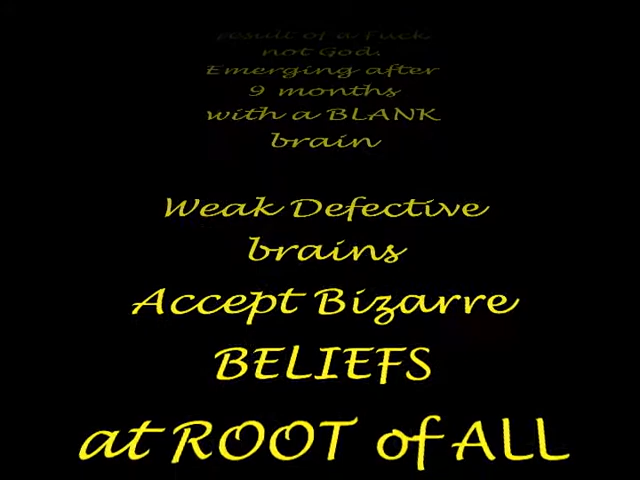 result of a Fuck,
not God.
Emerging after
9 months
with a BLANK
brain
Weak Defective
brains
Accept Bizarre
BELIEFS
at ROOT of ALL